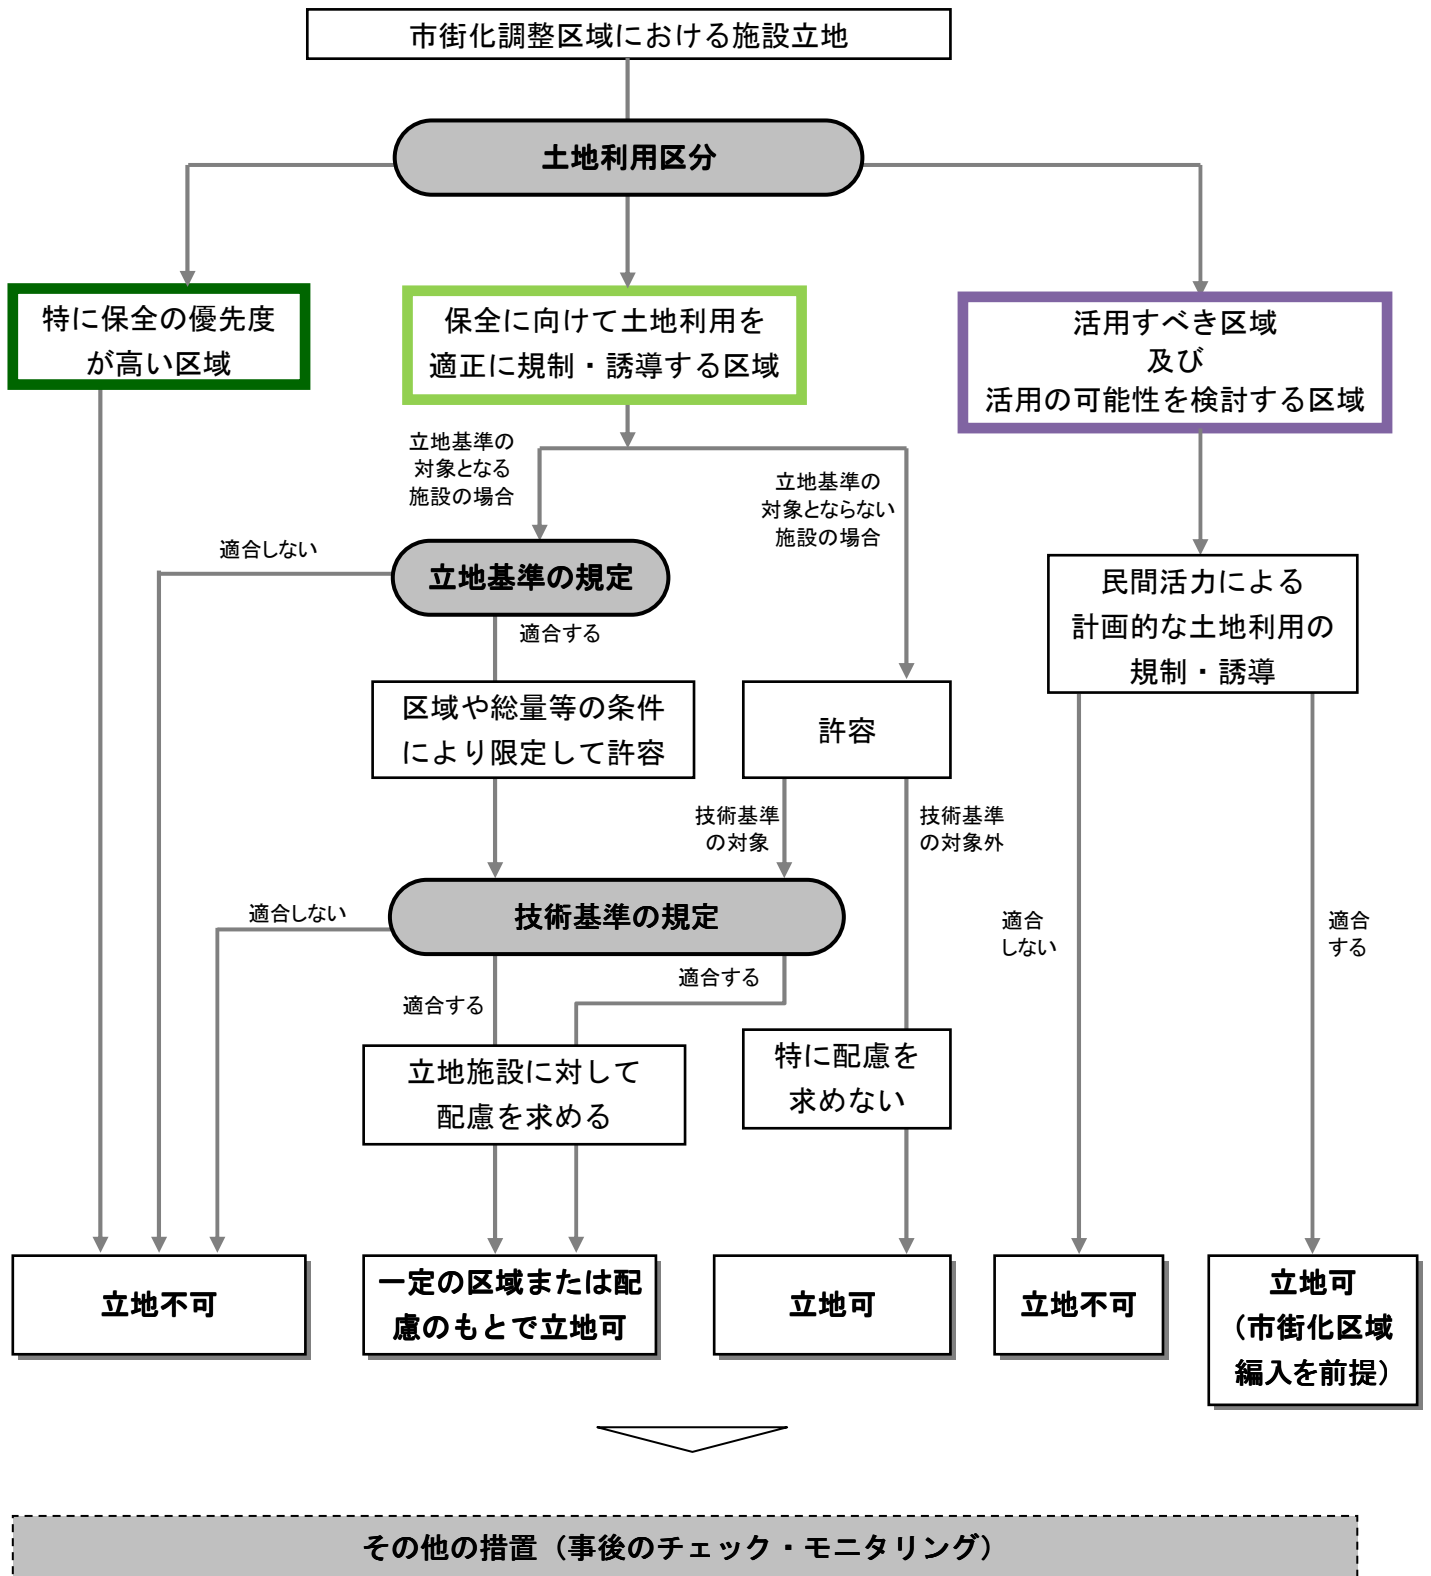 市街化調整区域における施設立地
土地利用区分
特に保全の優先度
が高い区域
保全に向けて土地利用を
適正に規制・誘導する区域
活用すべき区域
及び
活用の可能性を検討する区域
立地基準の
対象となる
施設の場合
立地基準の
対象とならない
施設の場合
適合しない
立地基準の規定
適合する
民間活力による
計画的な土地利用の
規制・誘導
区域や総量等の条件
により限定して許容
許容
技術基準
の対象
技術基準
の対象外
適合しない
技術基準の規定
適合
しない
適合
する
適合する
適合する
立地施設に対して
配慮を求める
特に配慮を
求めない
立地不可
一定の区域または配
慮のもとで立地可
立地可
立地不可
立地可
（市街化区域
編入を前提）
その他の措置（事後のチェック・モニタリング）